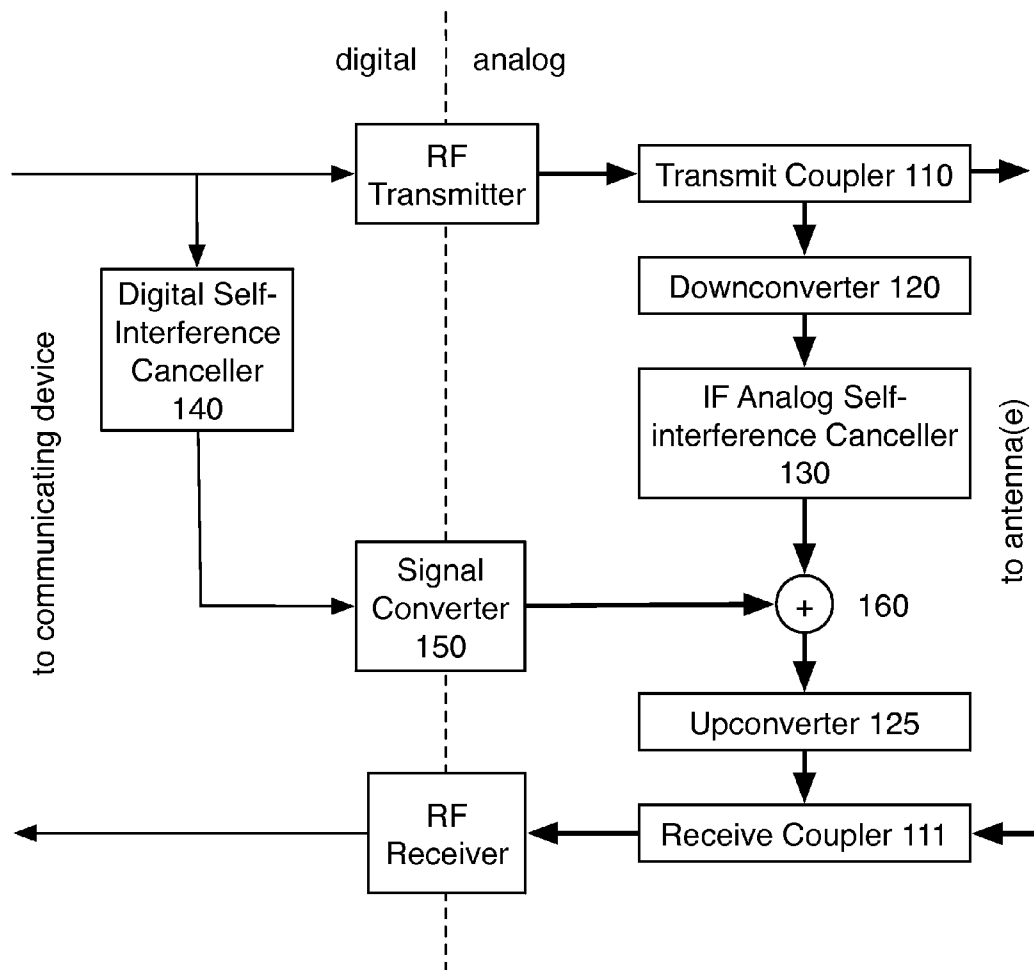 digital
analog
RF
Transmitter
Transmit Coupler 110
Downconverter 120
Digital Self-
Interference
Canceller
140
IF Analog Self-
interference Canceller
130
to communicating device
to antenna(e)
Signal
Converter
150
+
160
Upconverter 125
RF
Receiver
Receive Coupler 111